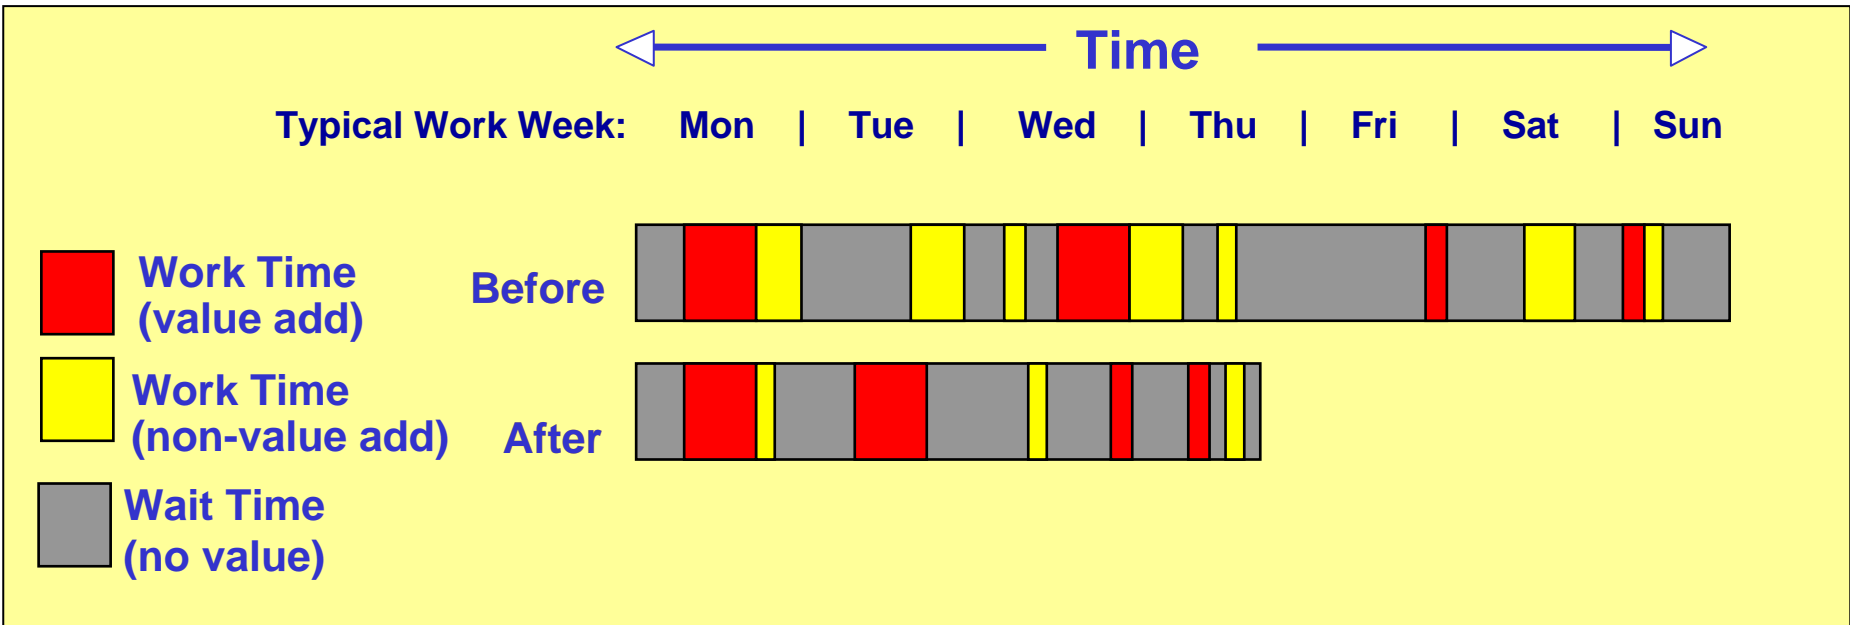 Time
Typical Work Week: Mon | Tue | Wed | Thu | Fri | Sat | Sun
Work Time
(value add)
Before
Work Time
(non-value add)
After
Wait Time
(no value)